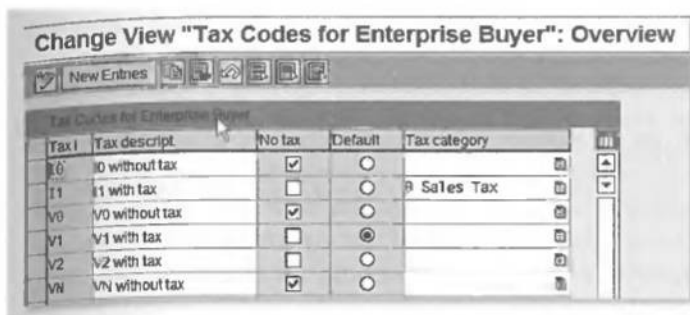 Change View "Tax Codes for Enterprise Buyer": Overview
New Entries
Tax Codes for Enterprise Buyer
Tax I Tax descript. No tax Default Tax category
I0 I0 without tax
I1 I1 with tax 0 Sales Tax
V0 V0 without tax
V1 V1 with tax
V2 V2 with tax
VN VN without tax